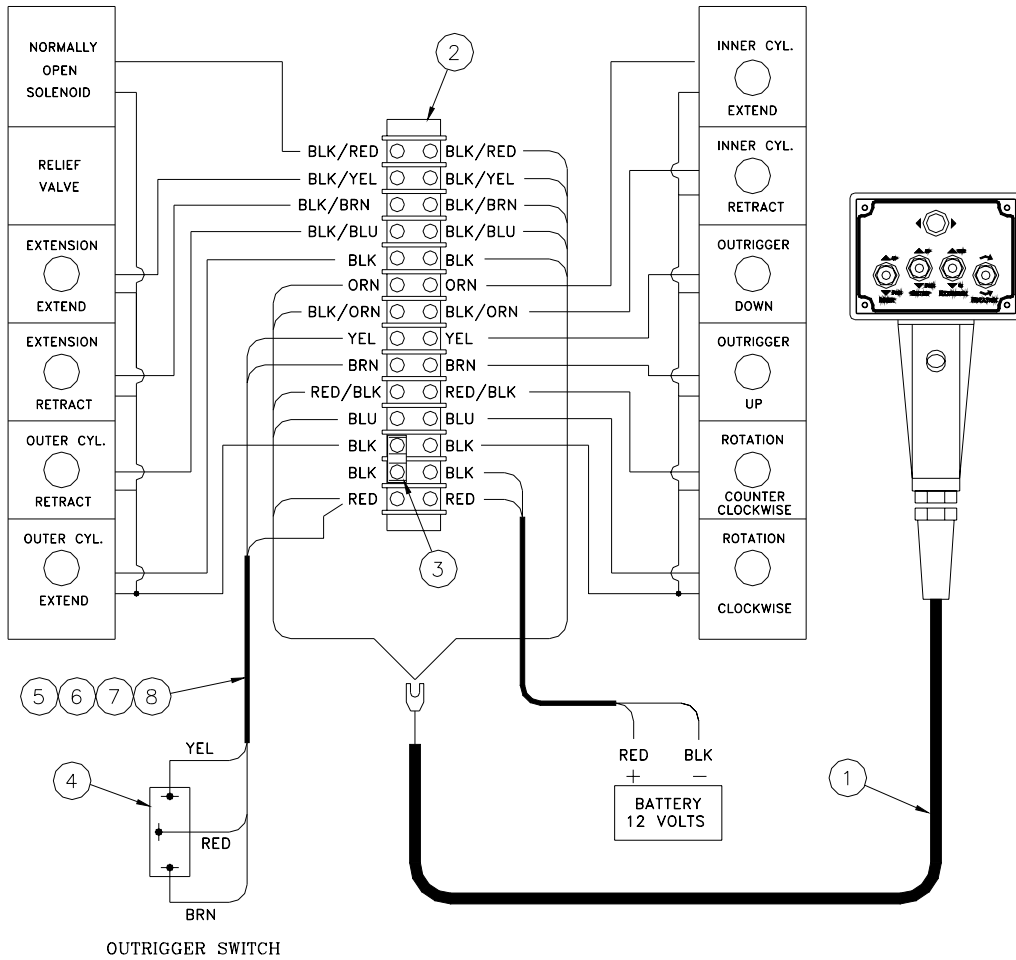 NORMALLY
OPEN
SOLENOID
RELIEF
VALVE
EXTENSION
EXTEND
EXTENSION
RETRACT
OUTER CYL.
RETRACT
OUTER CYL.
EXTEND
2
BLK/RED BLK/RED
BLK/YEL BLK/YEL
BLK/BRN BLK/BRN
BLK/BLU BLK/BLU
BLK BLK
ORN ORN
BLK/ORN BLK/ORN
YEL YEL
BRN BRN
RED/BLK RED/BLK
BLU BLU
BLK BLK
BLK BLK
RED RED
3
INNER CYL.
EXTEND
INNER CYL.
RETRACT
OUTRIGGER
DOWN
OUTRIGGER
UP
ROTATION
COUNTER
CLOCKWISE
ROTATION
CLOCKWISE
5 6 7 8
YEL
4
RED
BRN
OUTRIGGER SWITCH
RED BLK
+ −
BATTERY
12 VOLTS
1